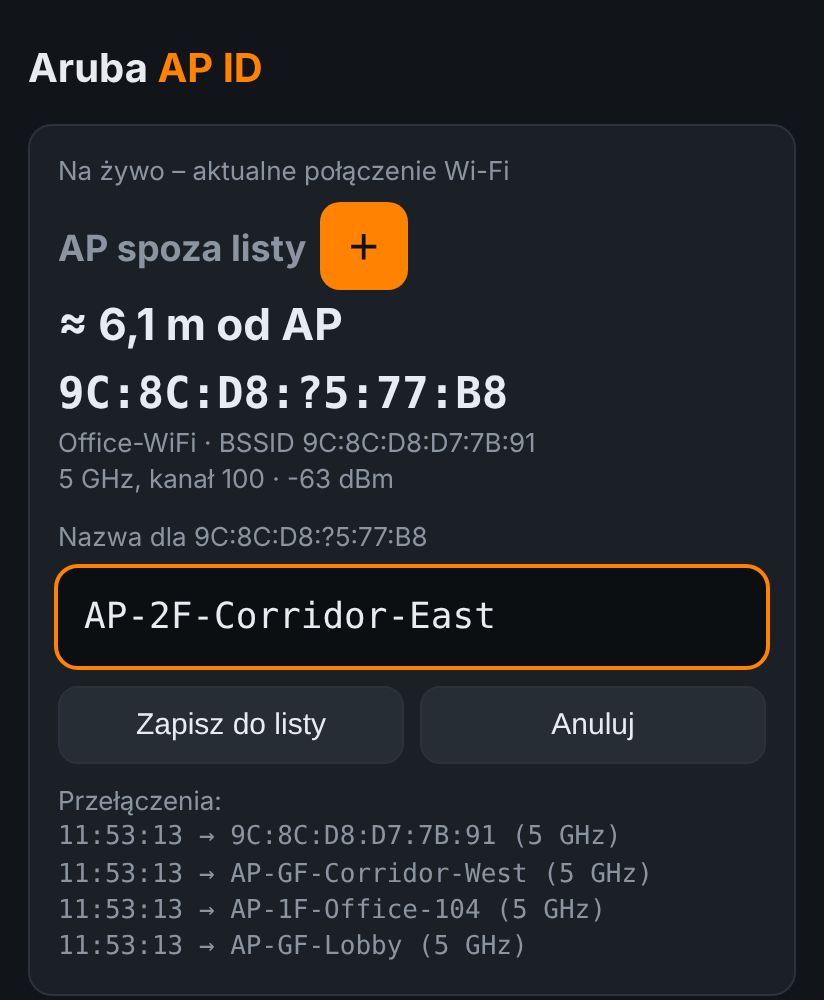 Aruba AP ID
Na żywo – aktualne połączenie Wi-Fi
AP spoza listy +
≈ 6,1 m od AP
9C:8C:D8:?5:77:B8
Office-WiFi · BSSID 9C:8C:D8:D7:7B:91
5 GHz, kanał 100 · -63 dBm
Nazwa dla 9C:8C:D8:?5:77:B8
AP-2F-Corridor-East
Zapisz do listy Anuluj
Przełączenia:
11:53:13 → 9C:8C:D8:D7:7B:91 (5 GHz)
11:53:13 → AP-GF-Corridor-West (5 GHz)
11:53:13 → AP-1F-Office-104 (5 GHz)
11:53:13 → AP-GF-Lobby (5 GHz)